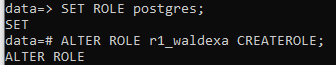 data=> SET ROLE postgres;
SET
data=# ALTER ROLE r1_waldexa CREATEROLE;
ALTER ROLE